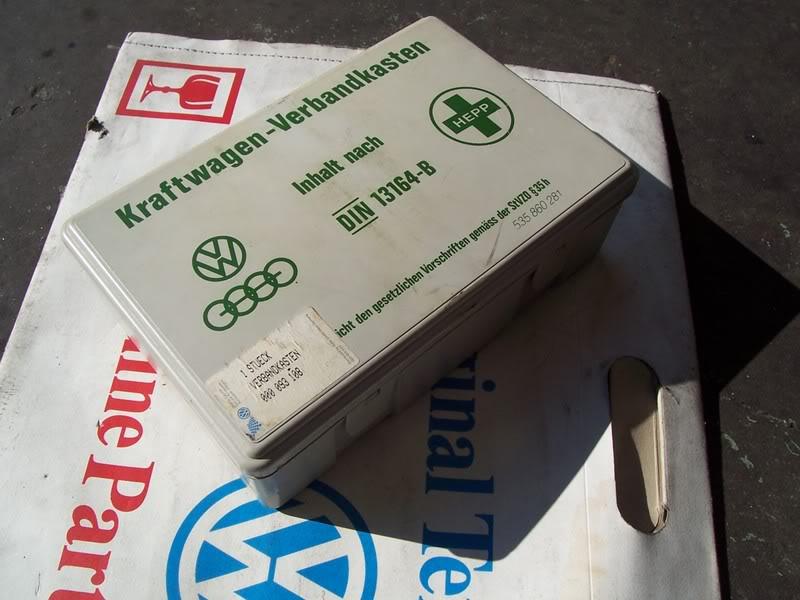 Kraftwagen-Verbandkasten
HEPP
Inhalt nach
DIN 13164-B
icht den gesetzlichen Vorschriften gemäss der StVZO §35h
535 860 281
1 STUECK
VERBANDKASTEN
000 093 108
ine Par
inal Te